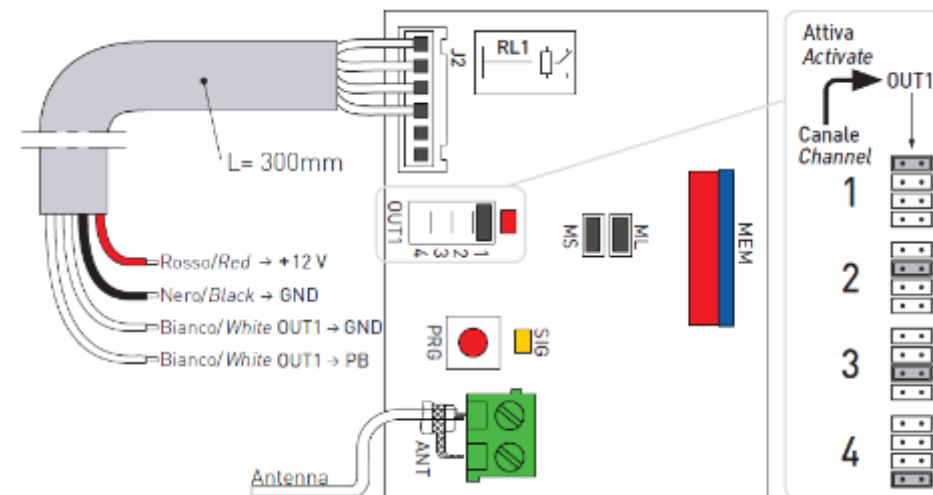 J2
RL1
L= 300mm
OUT1
4 3 2 1
MS
ML
MEM
Rosso/Red → +12 V
Nero/Black → GND
Bianco/White OUT1 → GND
Bianco/White OUT1 → PB
PRG
SIG
ANT
Antenna
Attiva
Activate
OUT1
Canale
Channel
1
2
3
4